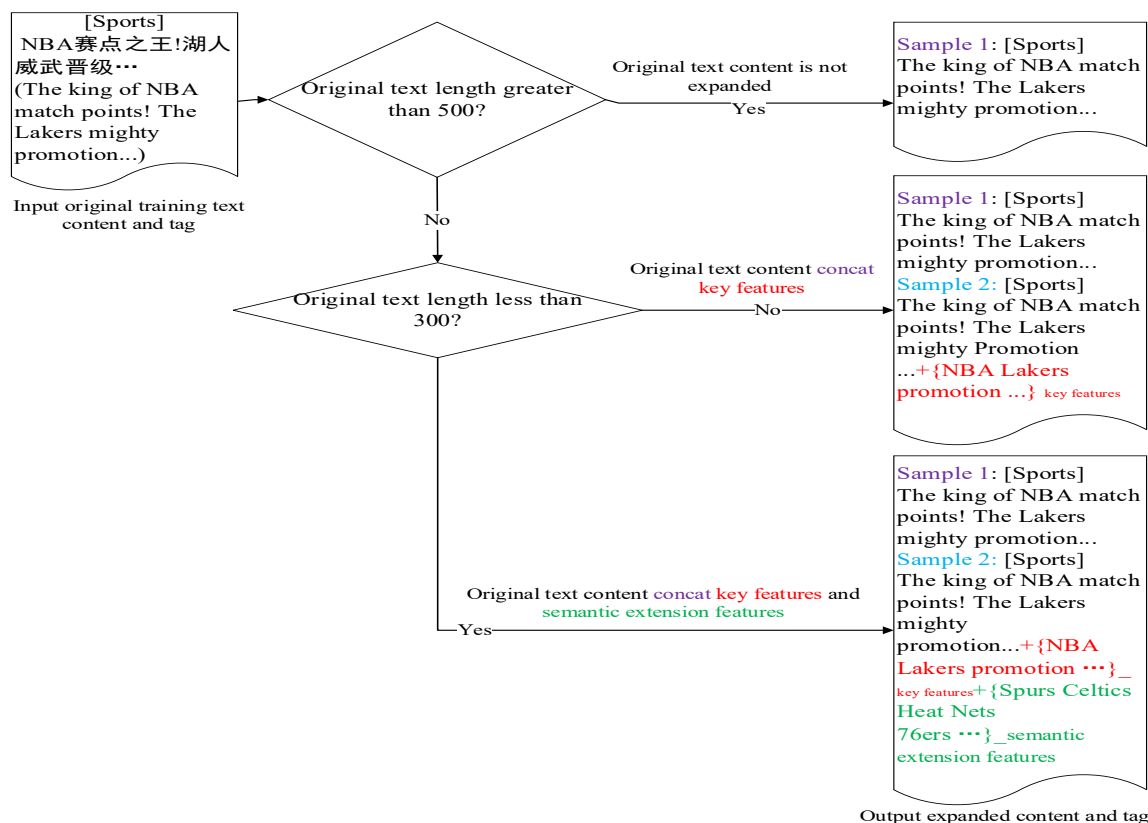 [Sports]
NBA赛点之王!湖人
威武晋级···
(The king of NBA
match points! The
Lakers mighty
promotion...)
Input original training text
content and tag
Original text length greater
than 500?
Original text content is not
expanded
Yes
Sample 1: [Sports]
The king of NBA match
points! The Lakers
mighty promotion...
No
Original text length less than
300?
Original text content concat
key features
No
Sample 1: [Sports]
The king of NBA match
points! The Lakers
mighty promotion...
Sample 2: [Sports]
The king of NBA match
points! The Lakers
mighty Promotion
...+{NBA Lakers
promotion ...} key features
Original text content concat key features and
semantic extension features
Yes
Sample 1: [Sports]
The king of NBA match
points! The Lakers
mighty promotion...
Sample 2: [Sports]
The king of NBA match
points! The Lakers
mighty
promotion...+{NBA
Lakers promotion ···}_
key features+{Spurs Celtics
Heat Nets
76ers ···}_semantic
extension features
Output expanded content and tag